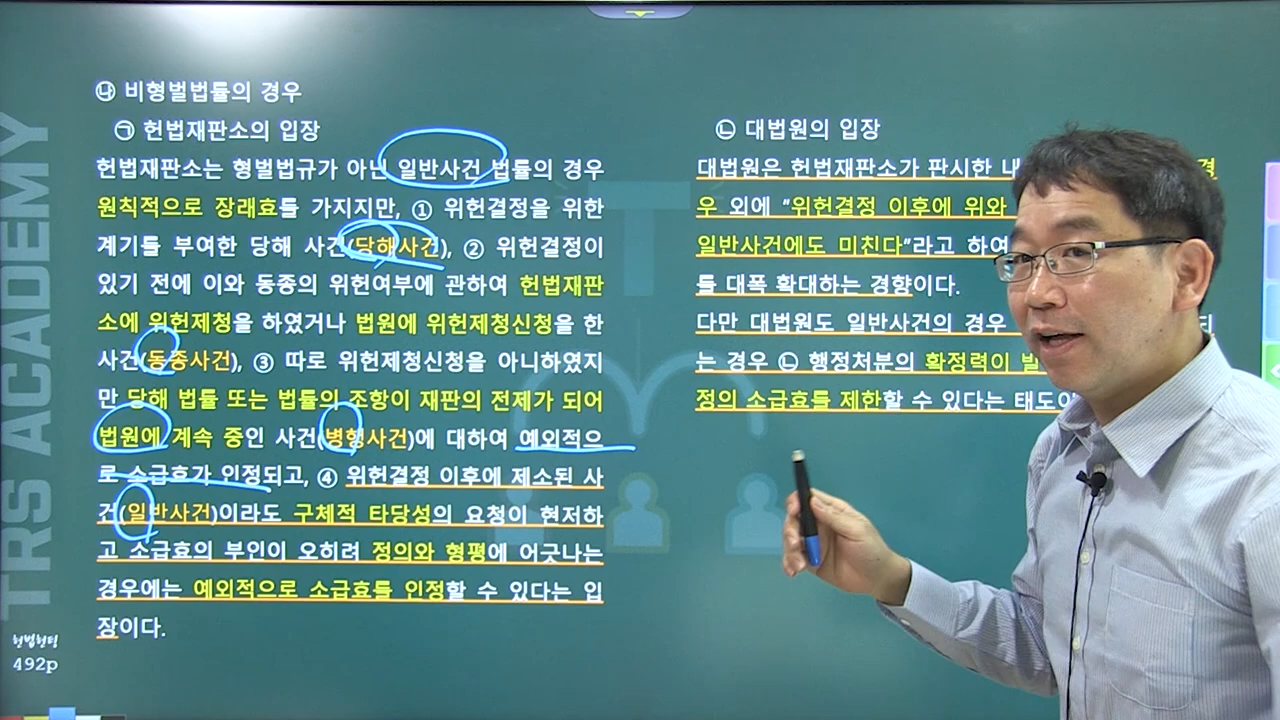 ㉯ 비형벌법률의 경우
㉠ 헌법재판소의 입장
헌법재판소는 형벌법규가 아닌 일반사건 법률의 경우
원칙적으로 장래효를 가지지만, ① 위헌결정을 위한
계기를 부여한 당해 사건(당해사건), ② 위헌결정이
있기 전에 이와 동종의 위헌여부에 관하여 헌법재판
소에 위헌제청을 하였거나 법원에 위헌제청신청을 한
사건(동종사건), ③ 따로 위헌제청신청을 아니하였지
만 당해 법률 또는 법률의 조항이 재판의 전제가 되어
법원에 계속 중인 사건(병행사건)에 대하여 예외적으
로 소급효가 인정되고, ④ 위헌결정 이후에 제소된 사
건(일반사건)이라도 구체적 타당성의 요청이 현저하
고 소급효의 부인이 오히려 정의와 형평에 어긋나는
경우에는 예외적으로 소급효를 인정할 수 있다는 입
장이다.
㉡ 대법원의 입장
대법원은 헌법재판소가 판시한 내
우 외에 "위헌결정 이후에 위와
일반사건에도 미친다"라고 하여
를 대폭 확대하는 경향이다.
다만 대법원도 일반사건의 경우
는 경우 ㉡ 행정처분의 확정력이 발
정의 소급효를 제한할 수 있다는 태도이
TRS ACADEMY
헌법헌팅
492p